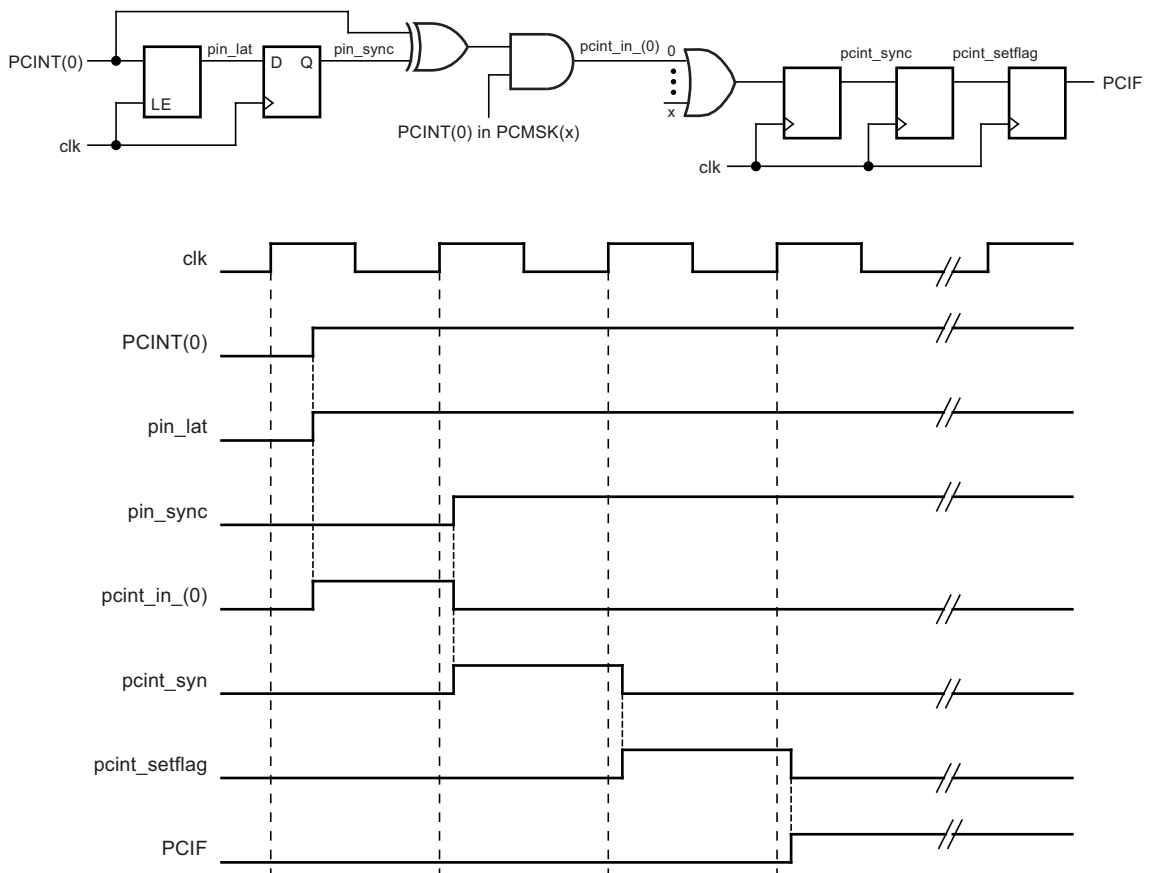 PCINT(0)
pin_lat
pin_sync
D Q
LE
clk
PCINT(0) in PCMSK(x)
pcint_in_(0)
0
x
pcint_sync
pcint_setflag
PCIF
clk
clk
PCINT(0)
pin_lat
pin_sync
pcint_in_(0)
pcint_syn
pcint_setflag
PCIF